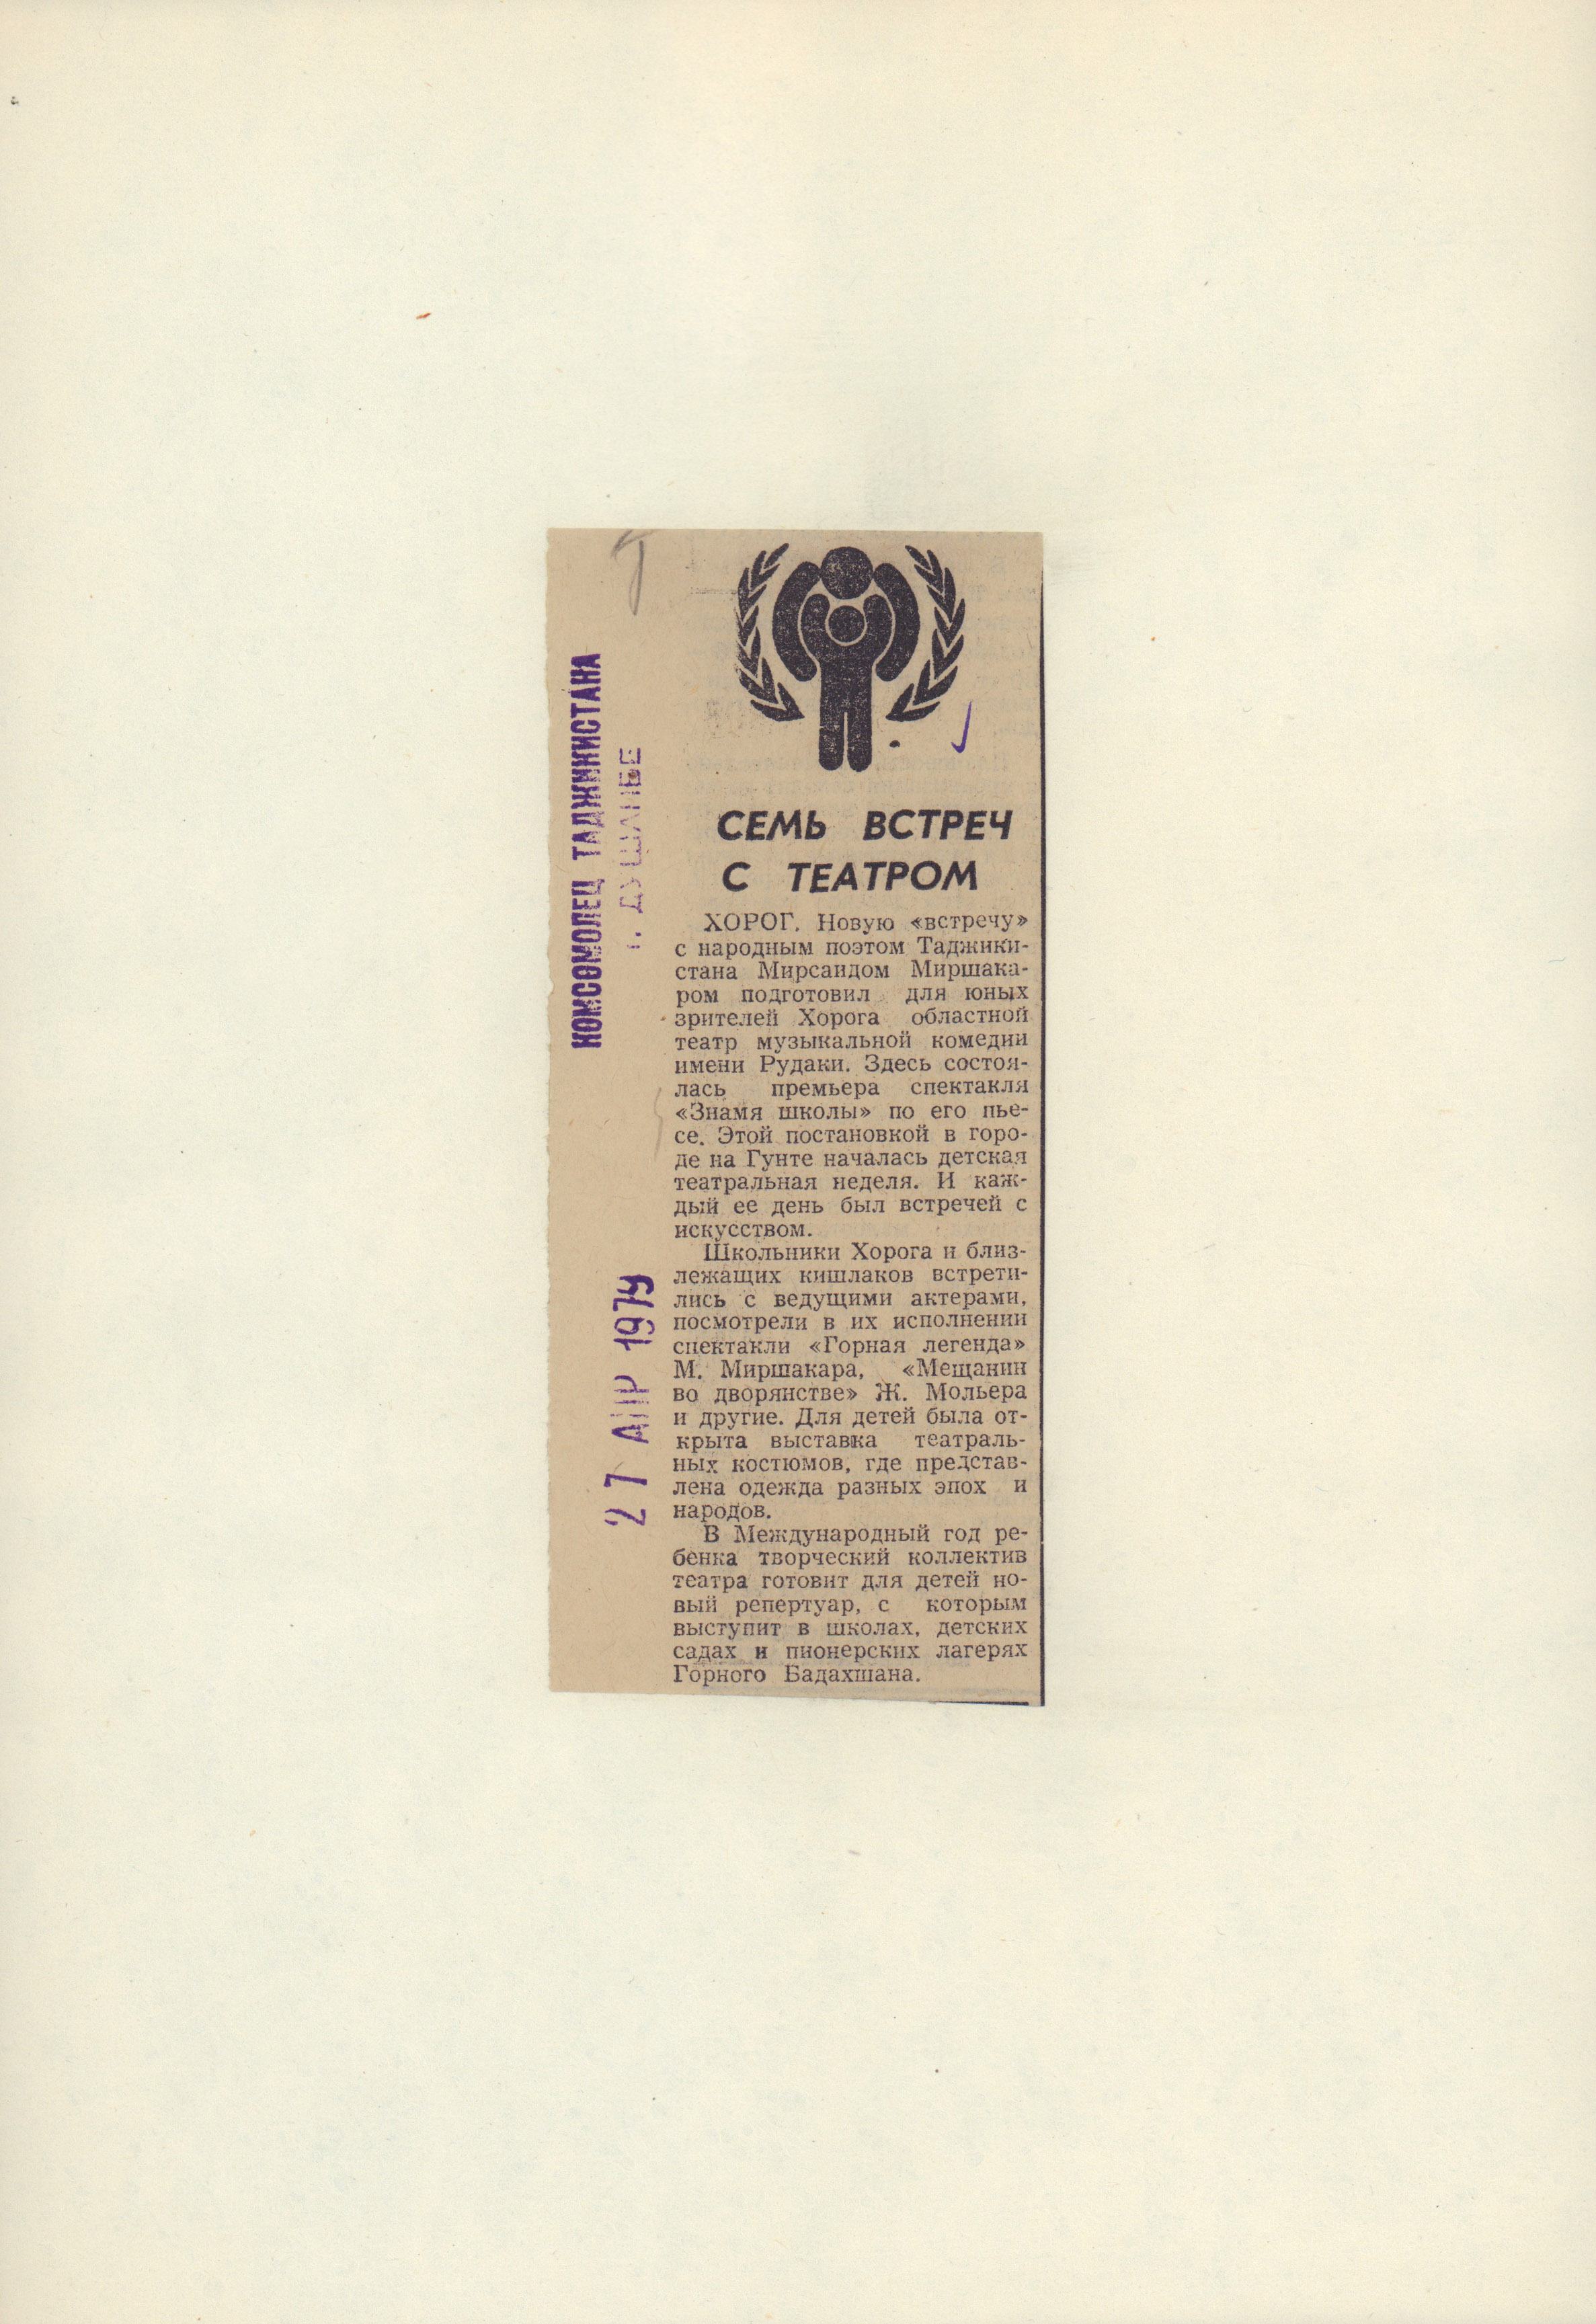 КОМСОМОЛЕЦ ТАДЖИКИСТАНА
г. ДУШАНБЕ
27 АПР 1979
СЕМЬ ВСТРЕЧ
С ТЕАТРОМ
ХОРОГ. Новую «встречу»
с народным поэтом Таджики-
стана Мирсаидом Миршака-
ром подготовил для юных
зрителей Хорога областной
театр музыкальной комедии
имени Рудаки. Здесь состоя-
лась премьера спектакля
«Знамя школы» по его пье-
се. Этой постановкой в горо-
де на Гунте началась детская
театральная неделя. И каж-
дый ее день был встречей с
искусством.
Школьники Хорога и близ-
лежащих кишлаков встрети-
лись с ведущими актерами,
посмотрели в их исполнении
спектакли «Горная легенда»
М. Миршакара, «Мещанин
во дворянстве» Ж. Мольера
и другие. Для детей была от-
крыта выставка театраль-
ных костюмов, где представ-
лена одежда разных эпох и
народов.
В Международный год ре-
бенка творческий коллектив
театра готовит для детей но-
вый репертуар, с которым
выступит в школах, детских
садах и пионерских лагерях
Горного Бадахшана.